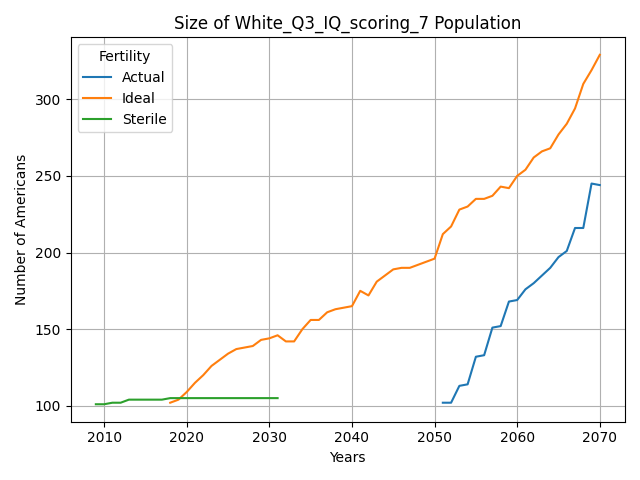 Size of White_Q3_IQ_scoring_7 Population
Fertility
Actual
Ideal
Sterile
Number of Americans
300
250
200
150
100
2010 2020 2030 2040 2050 2060 2070
Years